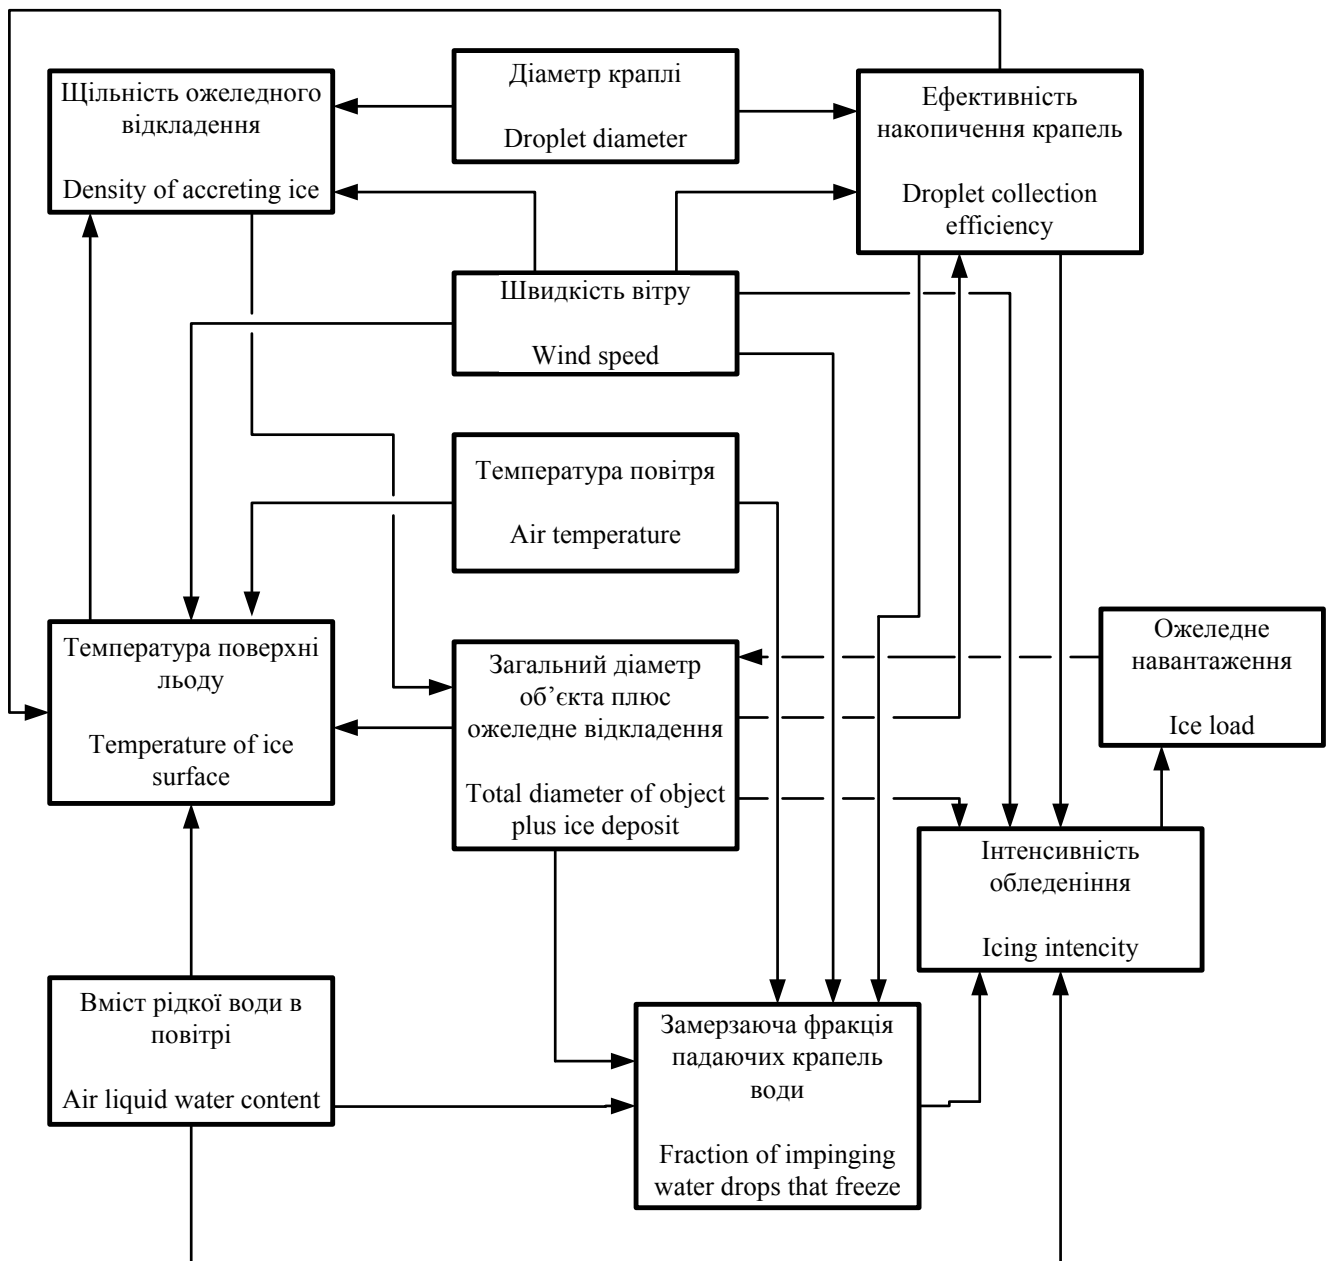 Щільність ожеледного
відкладення
Density of accreting ice
Діаметр краплі
Droplet diameter
Ефективність
накопичення крапель
Droplet collection
efficiency
Швидкість вітру
Wind speed
Температура повітря
Air temperature
Температура поверхні
льоду
Temperature of ice
surface
Загальний діаметр
об’єкта плюс
ожеледне відкладення
Total diameter of object
plus ice deposit
Ожеледне
навантаження
Ice load
Інтенсивність
обледеніння
Icing intencity
Вміст рідкої води в
повітрі
Air liquid water content
Замерзаюча фракція
падаючих крапель
води
Fraction of impinging
water drops that freeze